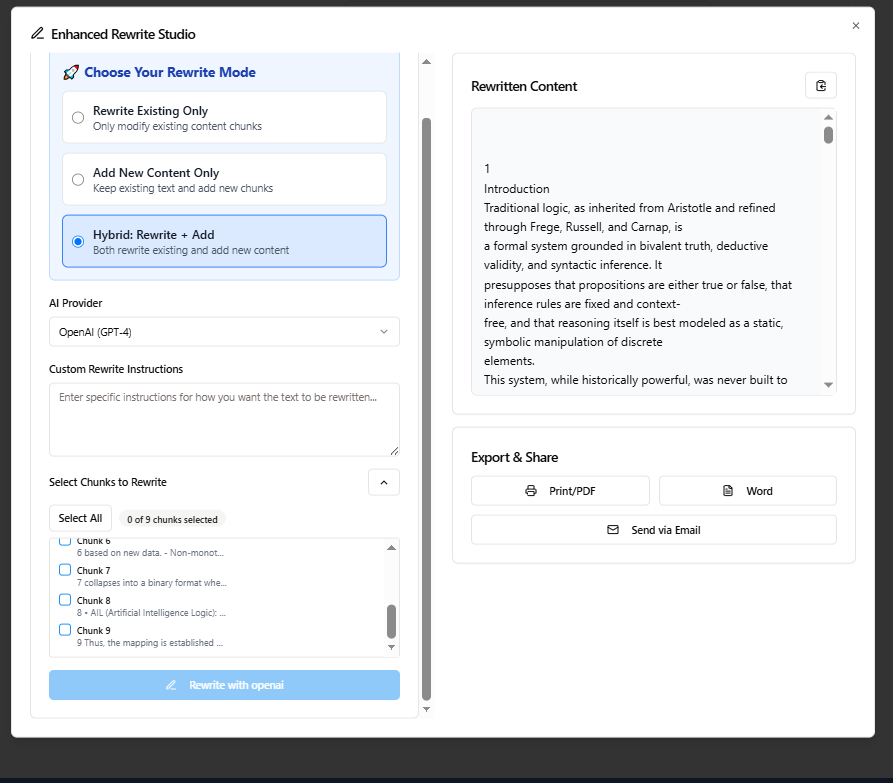 Enhanced Rewrite Studio
Choose Your Rewrite Mode
Rewrite Existing Only
Only modify existing content chunks
Add New Content Only
Keep existing text and add new chunks
Hybrid: Rewrite + Add
Both rewrite existing and add new content
AI Provider
OpenAI (GPT-4)
Custom Rewrite Instructions
Enter specific instructions for how you want the text to be rewritten...
Select Chunks to Rewrite
Select All
0 of 9 chunks selected
Chunk 6
6 based on new data. - Non-monot...
Chunk 7
7 collapses into a binary format whe...
Chunk 8
8 • AIL (Artificial Intelligence Logic): ...
Chunk 9
9 Thus, the mapping is established ...
Rewrite with openai
Rewritten Content
1
Introduction
Traditional logic, as inherited from Aristotle and refined
through Frege, Russell, and Carnap, is
a formal system grounded in bivalent truth, deductive
validity, and syntactic inference. It
presupposes that propositions are either true or false, that
inference rules are fixed and context-
free, and that reasoning itself is best modeled as a static,
symbolic manipulation of discrete
elements.
This system, while historically powerful, was never built to
Export & Share
Print/PDF
Word
Send via Email